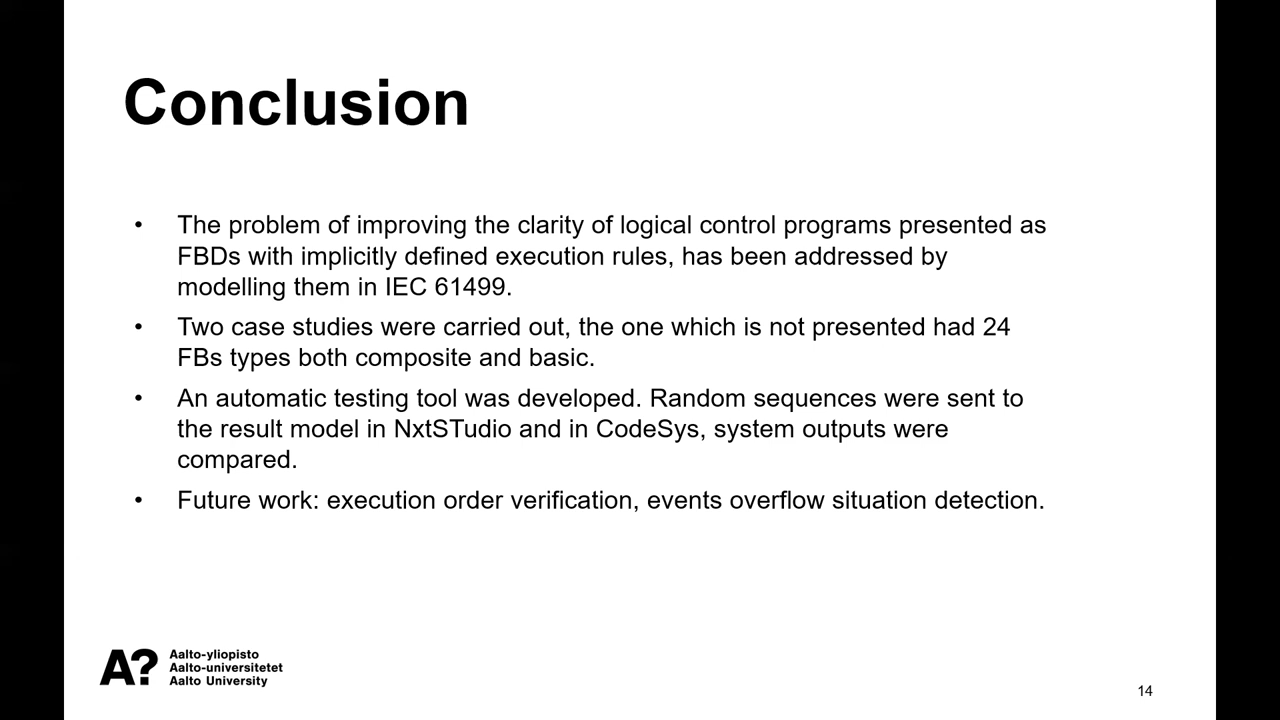 Conclusion
• The problem of improving the clarity of logical control programs presented as
FBDs with implicitly defined execution rules, has been addressed by
modelling them in IEC 61499.
• Two case studies were carried out, the one which is not presented had 24
FBs types both composite and basic.
• An automatic testing tool was developed. Random sequences were sent to
the result model in NxtSTudio and in CodeSys, system outputs were
compared.
• Future work: execution order verification, events overflow situation detection.
A?
Aalto-yliopisto
Aalto-universitetet
Aalto University
14